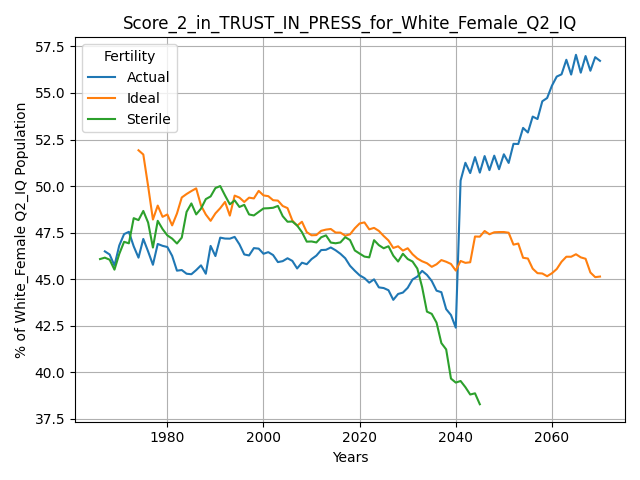 Score_2_in_TRUST_IN_PRESS_for_White_Female_Q2_IQ
% of White_Female Q2_IQ Population
57.5
55.0
52.5
50.0
47.5
45.0
42.5
40.0
37.5
Fertility
Actual
Ideal
Sterile
1980
2000
2020
2040
2060
Years